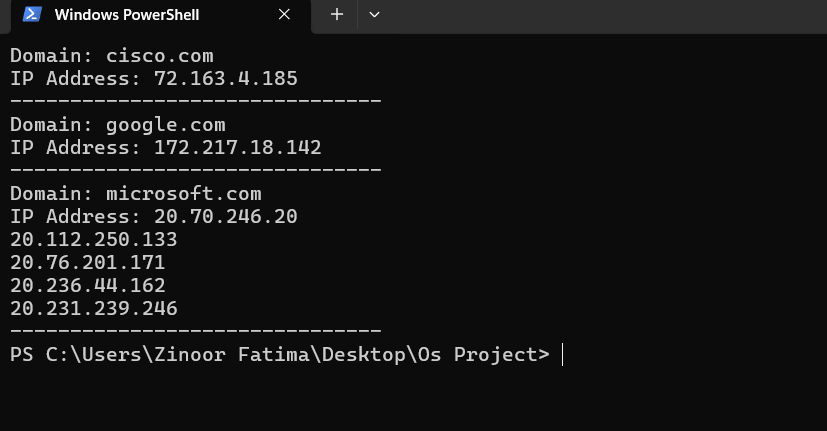 Windows PowerShell
Domain: cisco.com
IP Address: 72.163.4.185
-------------------------------
Domain: google.com
IP Address: 172.217.18.142
-------------------------------
Domain: microsoft.com
IP Address: 20.70.246.20
20.112.250.133
20.76.201.171
20.236.44.162
20.231.239.246
-------------------------------
PS C:\Users\Zinoor Fatima\Desktop\Os Project>